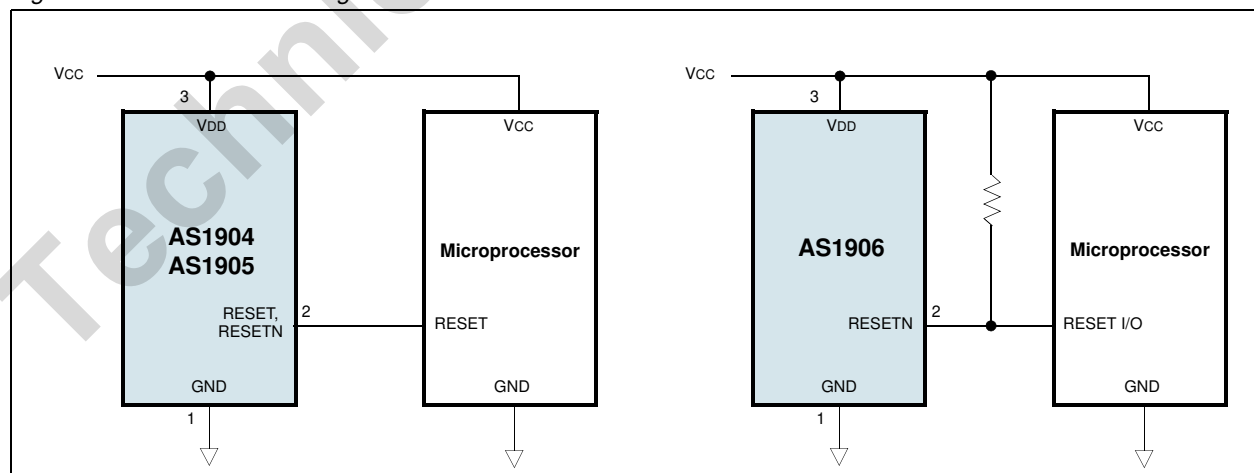 VCC
3
VDD
AS1904
AS1905
RESET,
RESETN
2
GND
1
VCC
Microprocessor
RESET
GND
VCC
3
VDD
AS1906
RESETN
2
GND
1
VCC
Microprocessor
RESET I/O
GND
Technic